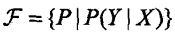 ℱ = {P | P(Y | X)}